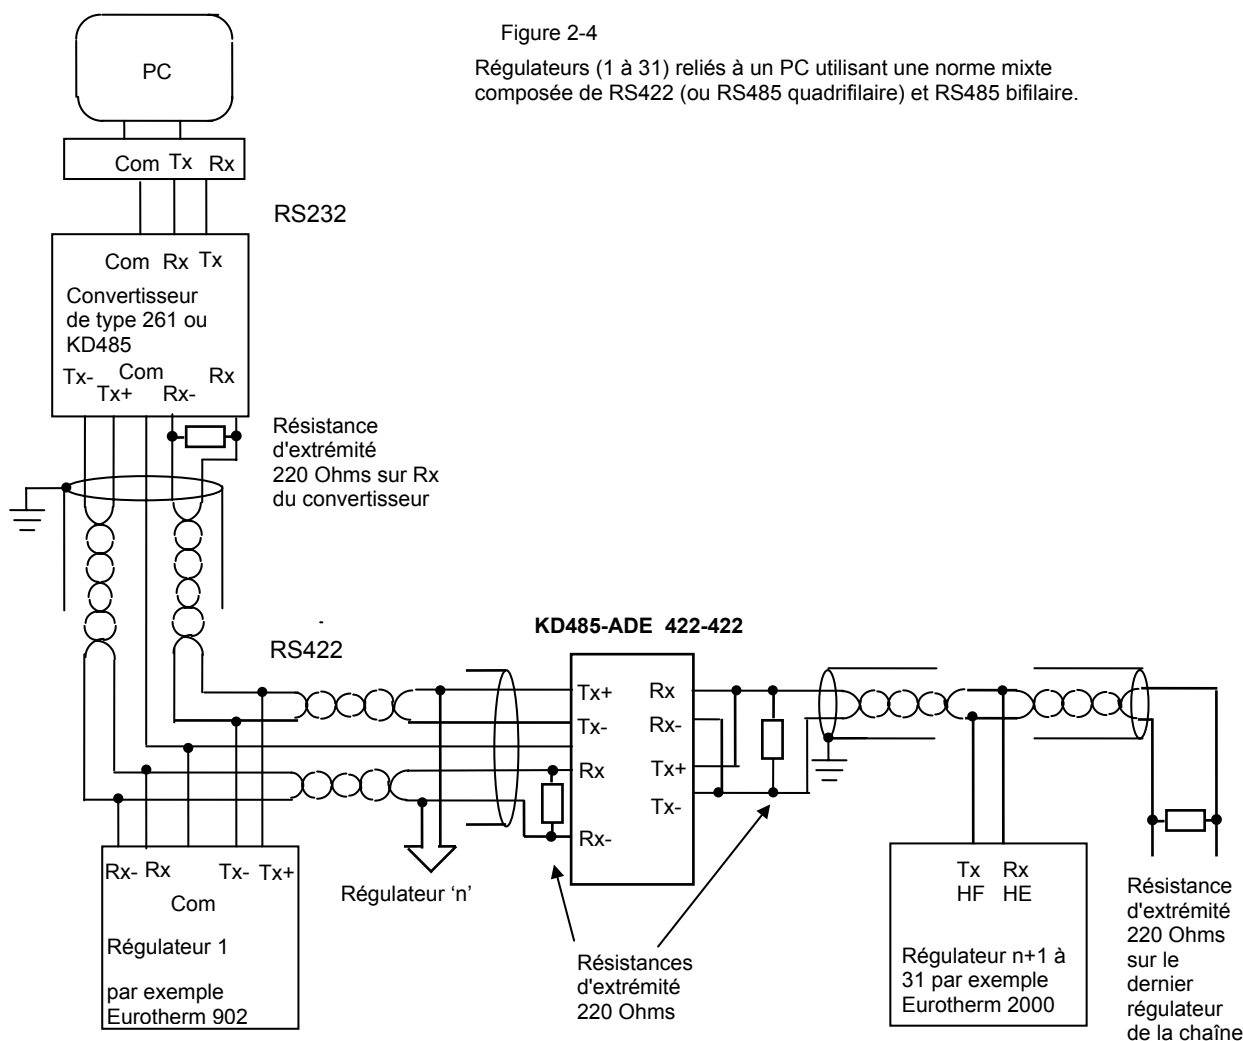 Figure 2-4
Régulateurs (1 à 31) reliés à un PC utilisant une norme mixte
composée de RS422 (ou RS485 quadrifilaire) et RS485 bifilaire.
PC
Com Tx Rx
RS232
Com Rx Tx
Convertisseur
de type 261 ou
KD485
Tx- Com Rx
Tx+ Rx-
Résistance
d'extrémité
220 Ohms sur Rx
du convertisseur
RS422
KD485-ADE 422-422
Tx+ Rx
Tx- Rx-
Rx Tx+
Tx-
Rx-
Rx- Rx Tx- Tx+
Com
Régulateur 1
par exemple
Eurotherm 902
Régulateur ‘n’
Résistances
d'extrémité
220 Ohms
Tx Rx
HF HE
Régulateur n+1 à
31 par exemple
Eurotherm 2000
Résistance
d'extrémité
220 Ohms
sur le
dernier
régulateur
de la chaîne